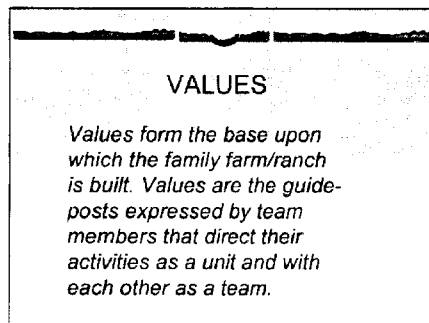 VALUES
Values form the base upon
which the family farm/ranch
is built. Values are the guide-
posts expressed by team
members that direct their
activities as a unit and with
each other as a team.